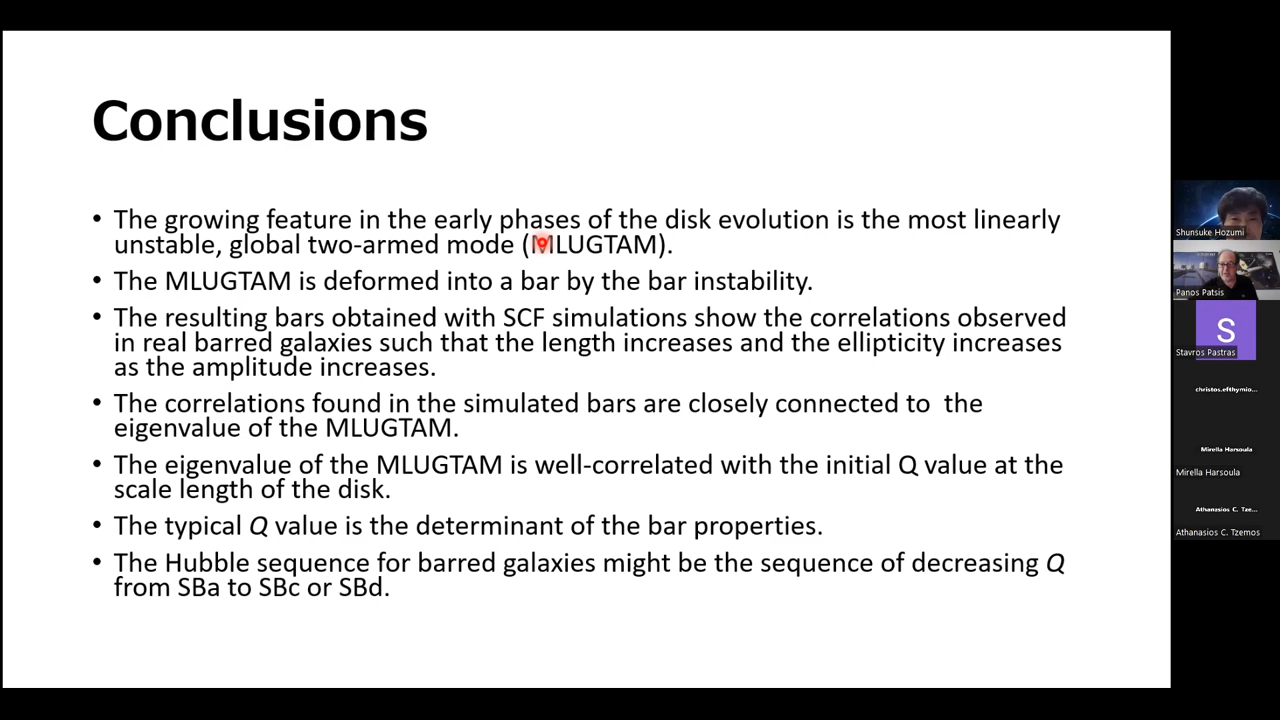 Conclusions
• The growing feature in the early phases of the disk evolution is the most linearly
unstable, global two-armed mode (MLUGTAM).
• The MLUGTAM is deformed into a bar by the bar instability.
• The resulting bars obtained with SCF simulations show the correlations observed
in real barred galaxies such that the length increases and the ellipticity increases
as the amplitude increases.
• The correlations found in the simulated bars are closely connected to  the
eigenvalue of the MLUGTAM.
• The eigenvalue of the MLUGTAM is well-correlated with the initial Q value at the
scale length of the disk.
• The typical Q value is the determinant of the bar properties.
• The Hubble sequence for barred galaxies might be the sequence of decreasing Q
from SBa to SBc or SBd.
Shunsuke Hozumi
Panos Patsis
S
Stavros Pastras
christos.efthymio...
Mirella Harsoula
Mirella Harsoula
Athanasios C. Tze...
Athanasios C. Tzemos